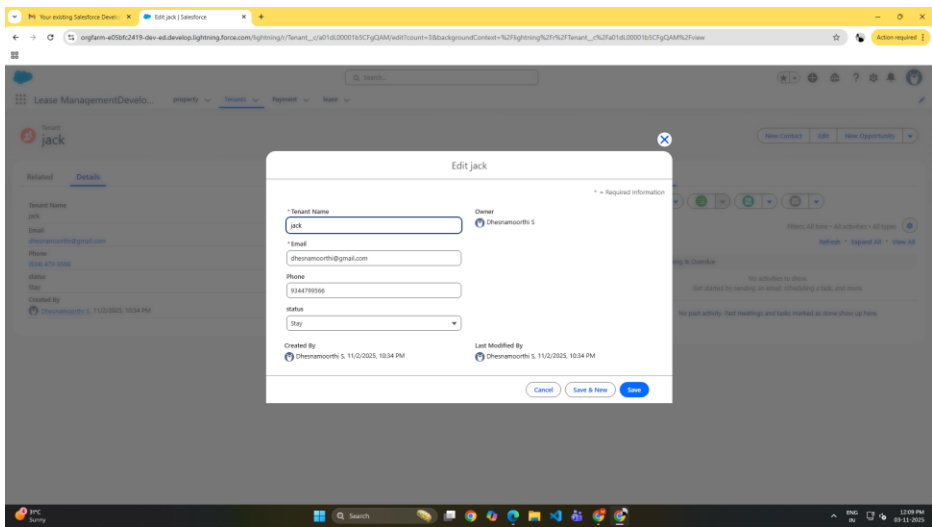 Your existing Salesforce Develo
Edit jack | Salesforce
orgfarm-e05bfc2419-dev-ed.develop.lightning.force.com/lightning/r/Tenant__c/a01dL00001b5CFgQAM/edit?count=3&backgroundContext=%2Flightning%2Fr%2FTenant__c%2Fa01dL00001b5CFgQAM%2Fview
Action required
Search...
Lease ManagementDevelo...
property
Tenants
Payment
lease
Tenant
jack
New Contact
Edit
New Opportunity
Related
Details
Tenant Name
jack
Email
dhesnamoorthi@gmail.com
Phone
status
Stay
Created By
Dhesnamoorthi S, 11/2/2025, 10:34 PM
Edit jack
* = Required Information
* Tenant Name
jack
Owner
Dhesnamoorthi S
* Email
dhesnamoorthi@gmail.com
Phone
9344799566
status
Stay
Created By
Dhesnamoorthi S, 11/2/2025, 10:34 PM
Last Modified By
Dhesnamoorthi S, 11/2/2025, 10:34 PM
Cancel
Save & New
Save
Filters: All time • All activities • All types
Refresh • Expand All • View All
& Overdue
No activities to show.
Get started by sending an email, scheduling a task, and more.
No past activity. Past meetings and tasks marked as done show up here.
31°C
Sunny
Search
ENG
IN
12:09 PM
03-11-2025